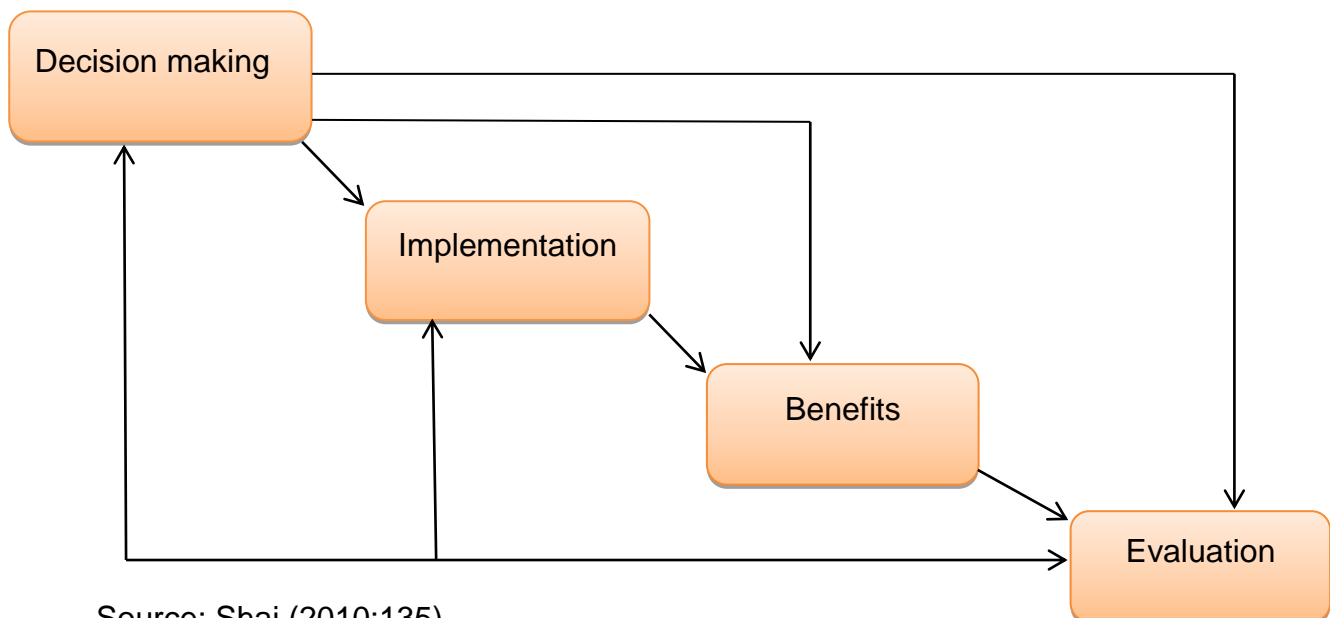 Decision making
Implementation
Benefits
Evaluation
Source: Shai (2010:135)